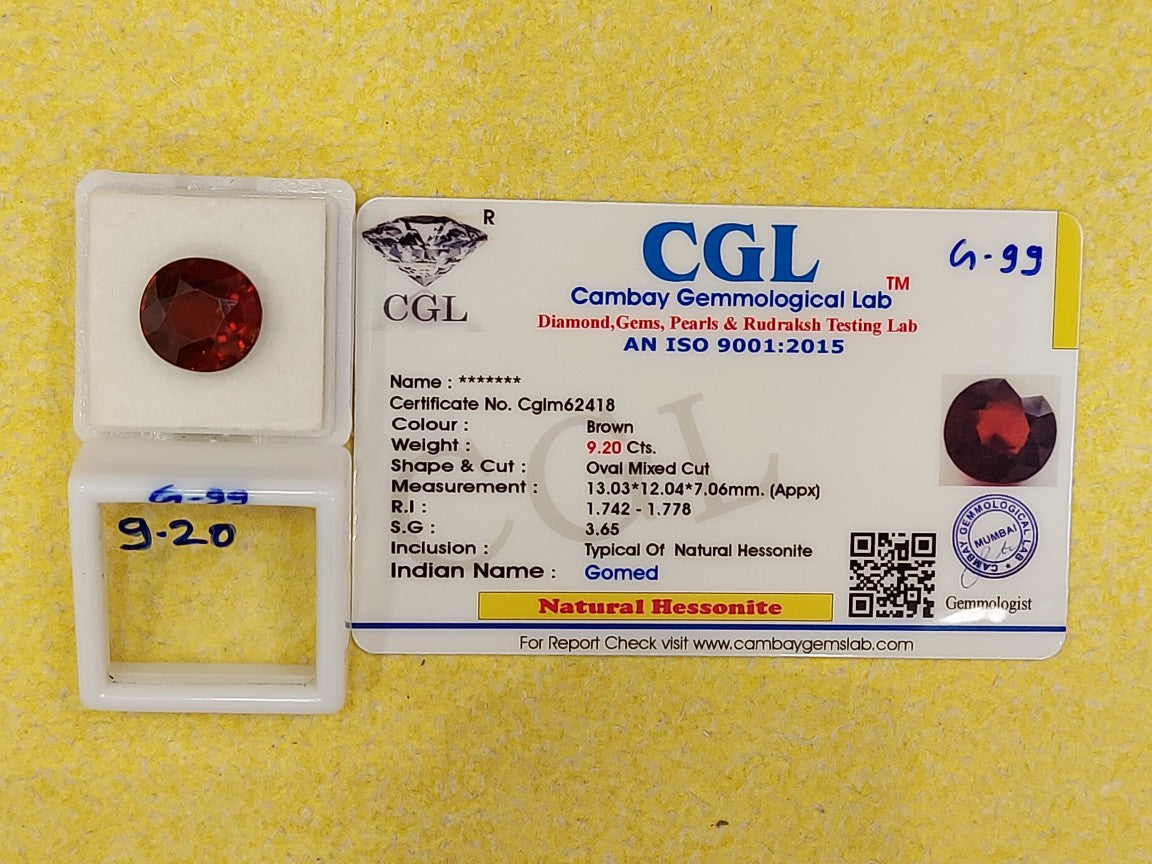 R
CGL
CGL
Cambay Gemmological Lab™
Diamond,Gems, Pearls & Rudraksh Testing Lab
AN ISO 9001:2015
G-99
Name : *******
Certificate No. Cglm62418
Colour : Brown
Weight : 9.20 Cts.
Shape & Cut : Oval Mixed Cut
Measurement : 13.03*12.04*7.06mm. (Appx)
R.I : 1.742 - 1.778
S.G : 3.65
Inclusion : Typical Of Natural Hessonite
Indian Name : Gomed
Natural Hessonite
CAMBAY GEMMOLOGICAL LAB
MUMBAI
Gemmologist
For Report Check visit www.cambaygemslab.com
CGL
G-99
9.20